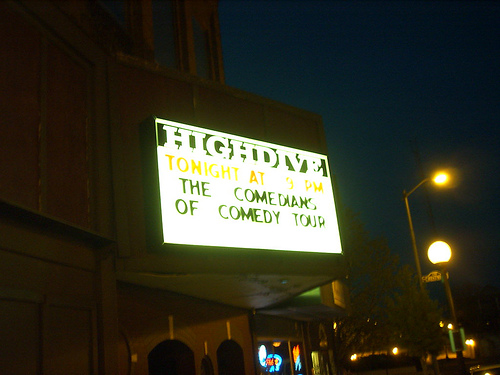 HIGHDIVE
TONIGHT AT 9 PM
THE COMEDIANS
OF COMEDY TOUR